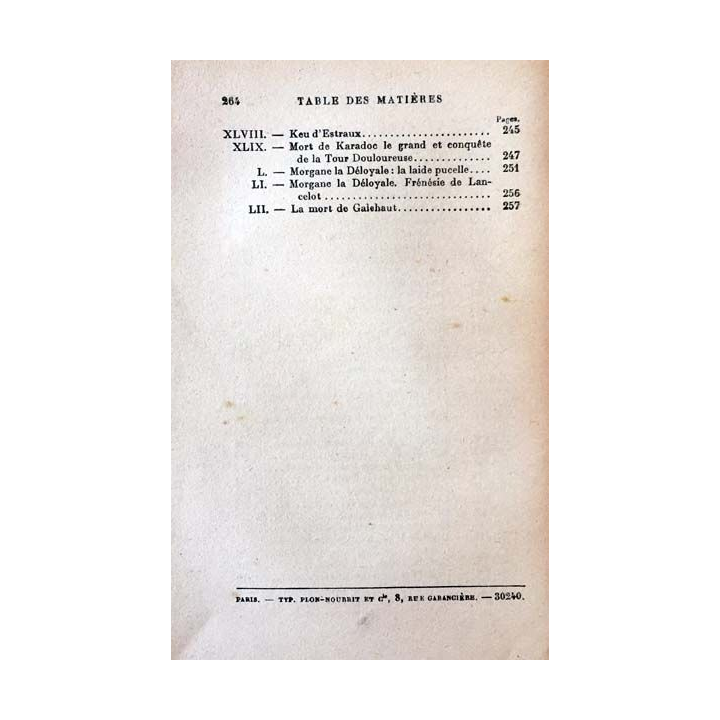 264 TABLE DES MATIÈRES
Pages.
XLVIII. — Keu d'Estraux....................... 245
XLIX. — Mort de Karadoc le grand et conquête
de la Tour Douloureuse.............. 247
L. — Morgane la Déloyale : la laide pucelle.... 251
LI. — Morgane la Déloyale. Frénésie de Lan-
celot .............................. 256
LII. — La mort de Galehaut................. 257
PARIS. — TYP. PLON-NOURRIT ET Cie, 8, RUE GARANCIÈRE. — 30240.